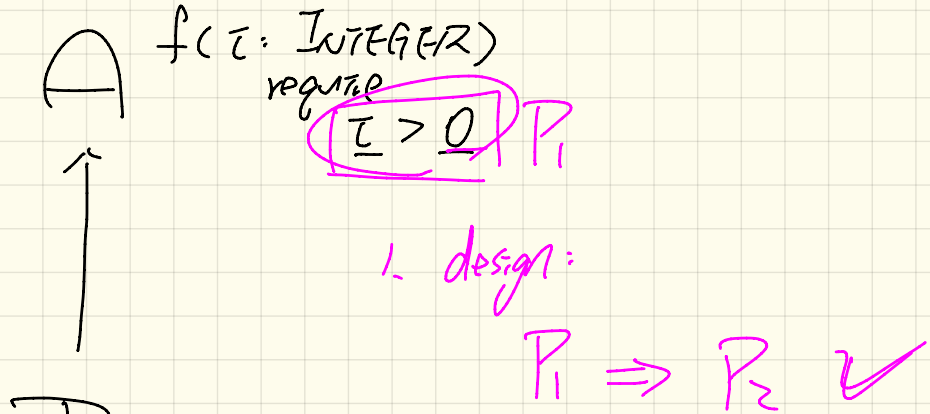 A f(i: INTEGER)
require
i > 0 P1
1. design:
P1 ⇒ P2 ✓